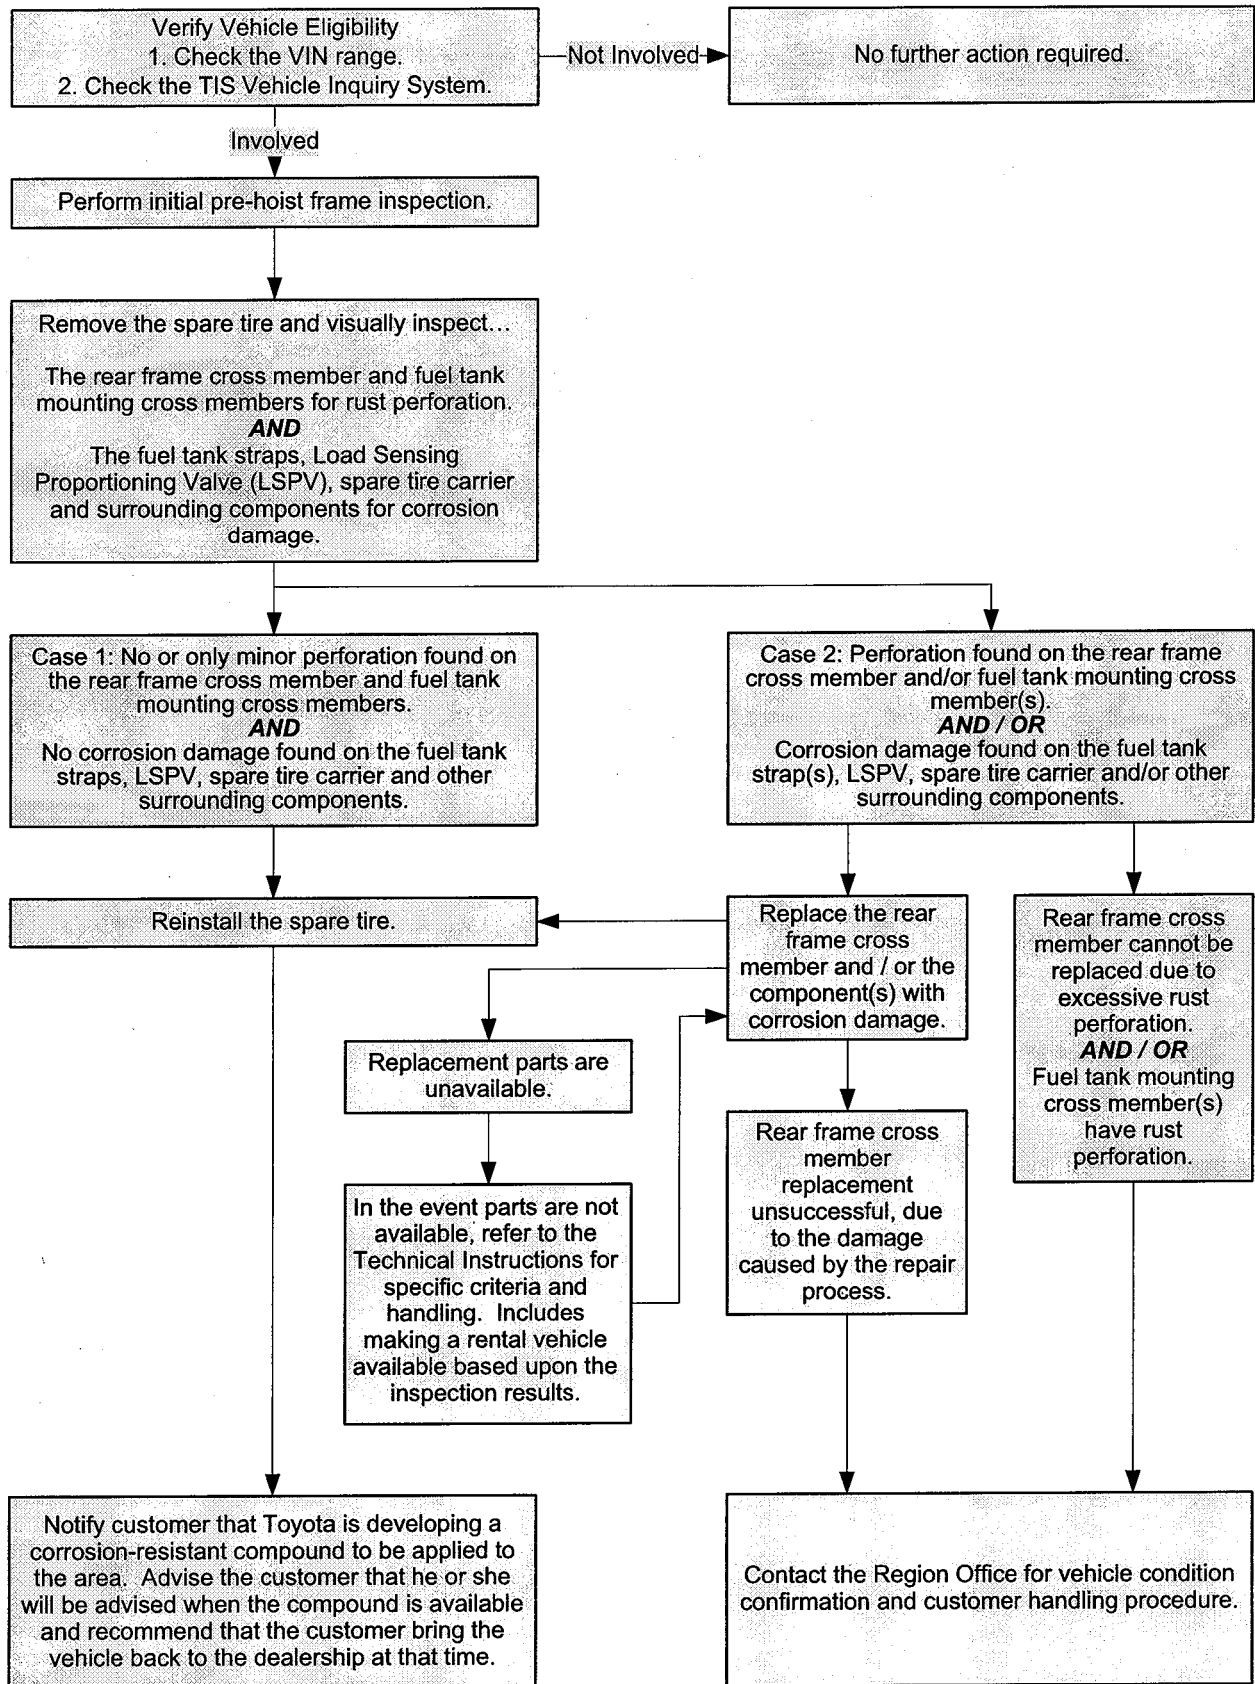 Verify Vehicle Eligibility
1. Check the VIN range.
2. Check the TIS Vehicle Inquiry System.
Not Involved
No further action required.
Involved
Perform initial pre-hoist frame inspection.
Remove the spare tire and visually inspect…
The rear frame cross member and fuel tank
mounting cross members for rust perforation.
AND
The fuel tank straps, Load Sensing
Proportioning Valve (LSPV), spare tire carrier
and surrounding components for corrosion
damage.
Case 1: No or only minor perforation found on
the rear frame cross member and fuel tank
mounting cross members.
AND
No corrosion damage found on the fuel tank
straps, LSPV, spare tire carrier and other
surrounding components.
Case 2: Perforation found on the rear frame
cross member and/or fuel tank mounting cross
member(s).
AND / OR
Corrosion damage found on the fuel tank
strap(s), LSPV, spare tire carrier and/or other
surrounding components.
Reinstall the spare tire.
Replace the rear
frame cross
member and / or the
component(s) with
corrosion damage.
Rear frame cross
member cannot be
replaced due to
excessive rust
perforation.
AND / OR
Fuel tank mounting
cross member(s)
have rust
perforation.
Replacement parts are
unavailable.
Rear frame cross
member
replacement
unsuccessful, due
to the damage
caused by the repair
process.
In the event parts are not
available, refer to the
Technical Instructions for
specific criteria and
handling.  Includes
making a rental vehicle
available based upon the
inspection results.
Notify customer that Toyota is developing a
corrosion-resistant compound to be applied to
the area.  Advise the customer that he or she
will be advised when the compound is available
and recommend that the customer bring the
vehicle back to the dealership at that time.
Contact the Region Office for vehicle condition
confirmation and customer handling procedure.